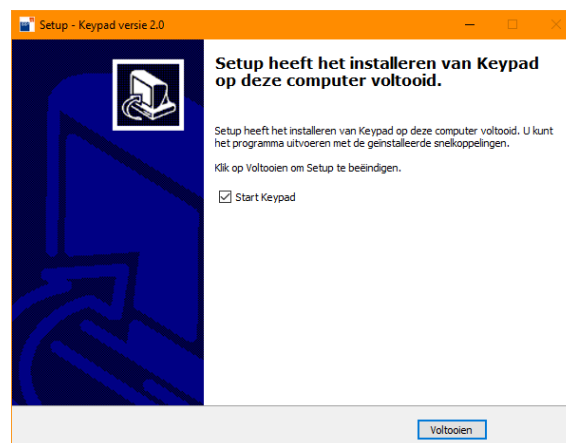 Setup - Keypad versie 2.0
Setup heeft het installeren van Keypad
op deze computer voltooid.
Setup heeft het installeren van Keypad op deze computer voltooid. U kunt
het programma uitvoeren met de geïnstalleerde snelkoppelingen.
Klik op Voltooien om Setup te beëindigen.
Start Keypad
Voltooien